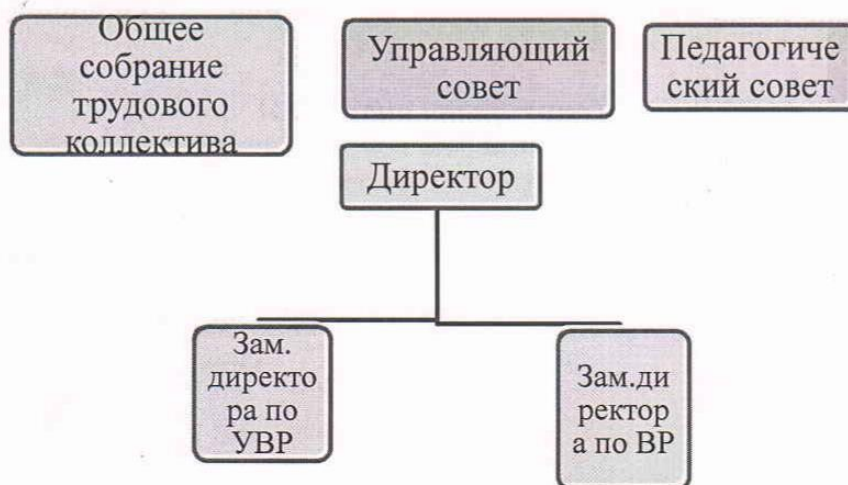 Общее
собрание
трудового
коллектива
Управляющий
совет
Педагогиче
ский совет
Директор
Зам.
директо
ра по
УВР
Зам.ди
ректор
а по ВР